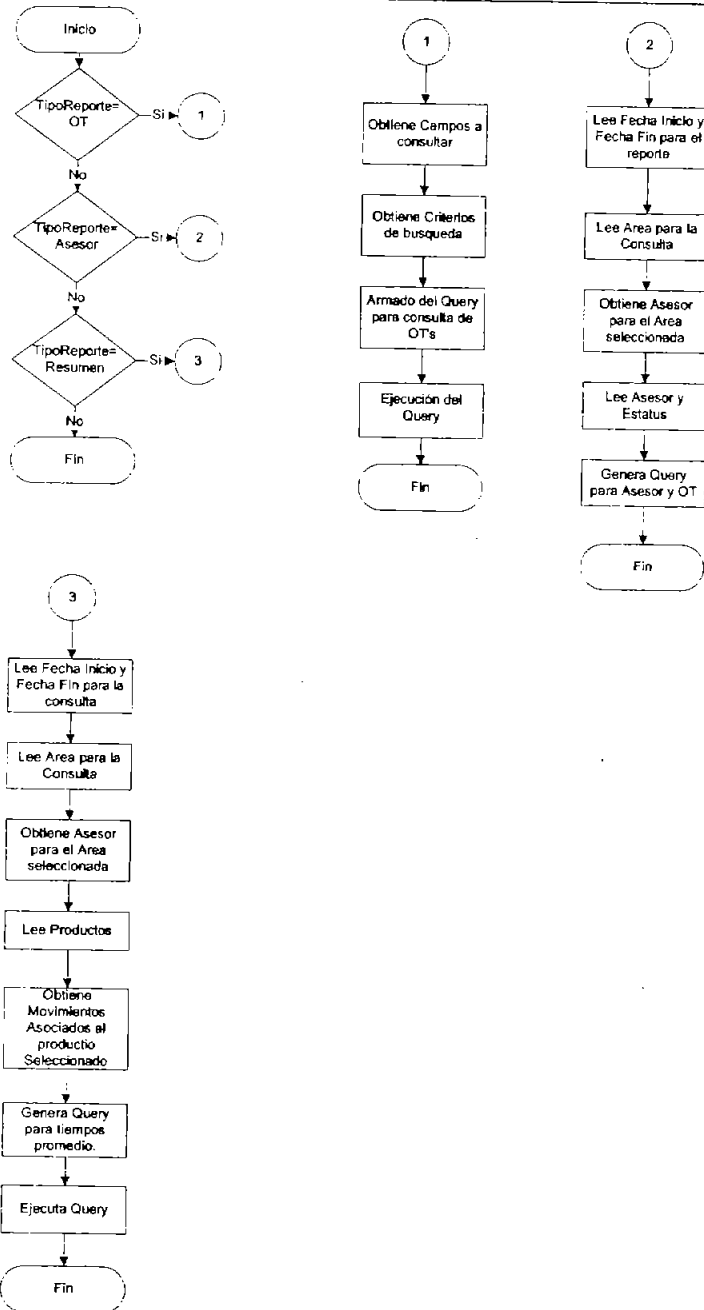 Inicio
TipoReporte=
OT
Si
1
No
TipoReporte=
Asesor
Si
2
No
TipoReporte=
Resumen
Si
3
No
Fin
1
Obtiene Campos a
consultar
Obtiene Criterios
de busqueda
Armado del Query
para consulta de
OT's
Ejecución del
Query
Fin
2
Lee Fecha Inicio y
Fecha Fin para el
reporte
Lee Area para la
Consulta
Obtiene Asesor
para el Area
seleccionada
Lee Asesor y
Estatus
Genera Query
para Asesor y OT
Fin
3
Lee Fecha Inicio y
Fecha Fin para la
consulta
Lee Area para la
Consulta
Obtiene Asesor
para el Area
seleccionada
Lee Productos
Obtiene
Movimientos
Asociados al
productio
Seleccionado
Genera Query
para tiempos
promedio.
Ejecuta Query
Fin